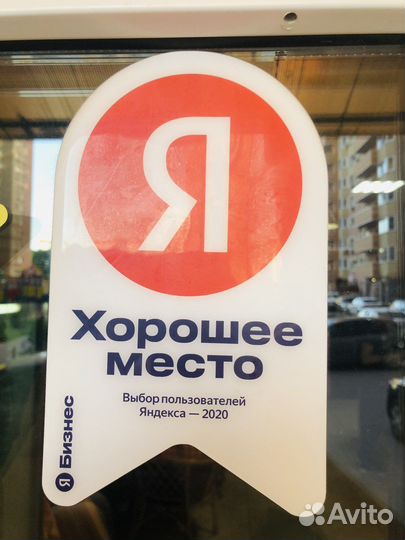 Я
Хорошее
место
Выбор пользователей
Яндекса — 2020
Я Бизнес
Avito